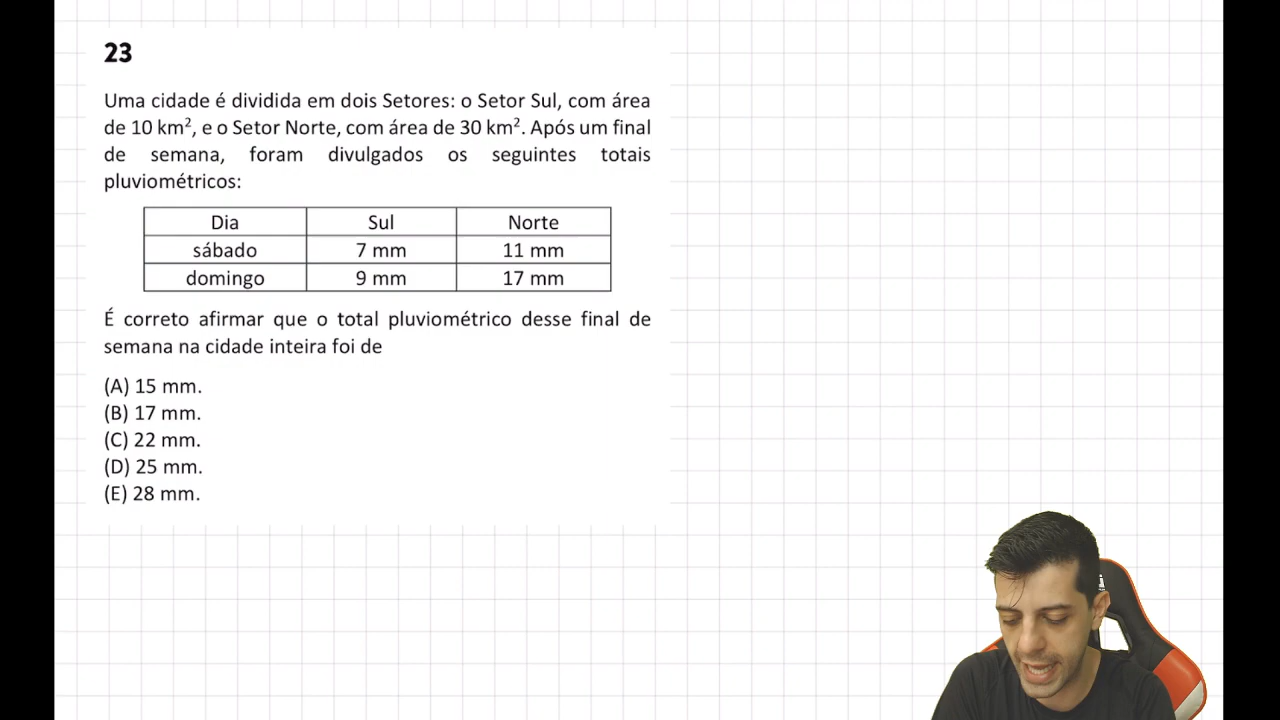 23
Uma cidade é dividida em dois Setores: o Setor Sul, com área
de 10 km², e o Setor Norte, com área de 30 km². Após um final
de semana, foram divulgados os seguintes totais
pluviométricos:
Dia Sul Norte
sábado 7 mm 11 mm
domingo 9 mm 17 mm
É correto afirmar que o total pluviométrico desse final de
semana na cidade inteira foi de
(A) 15 mm.
(B) 17 mm.
(C) 22 mm.
(D) 25 mm.
(E) 28 mm.